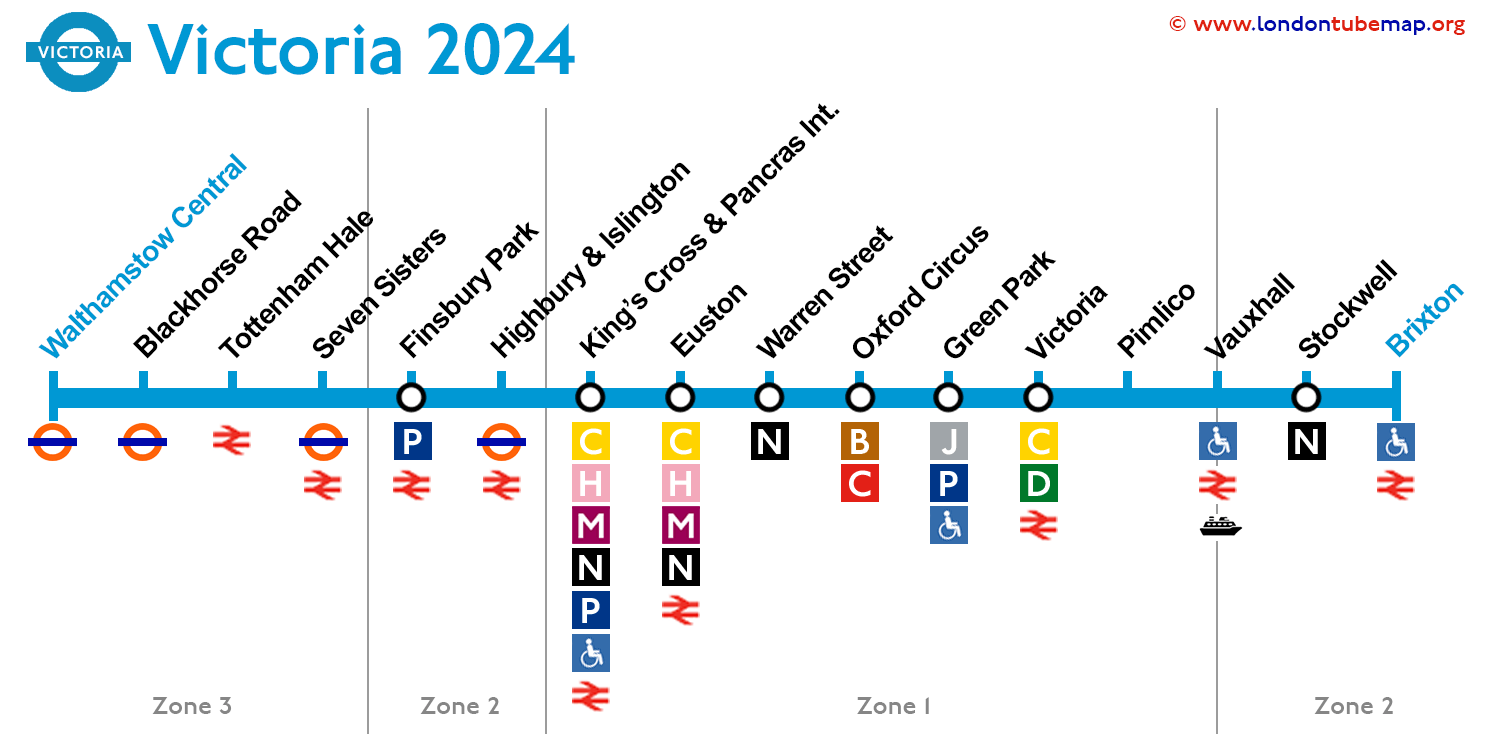 VICTORIA
Victoria 2024
© www.londontubemap.org
Walthamstow Central
Blackhorse Road
Tottenham Hale
Seven Sisters
Finsbury Park
Highbury & Islington
King's Cross & Pancras Int.
Euston
Warren Street
Oxford Circus
Green Park
Victoria
Pimlico
Vauxhall
Stockwell
Brixton
P
C
H
M
N
P
C
H
M
N
N
B
C
J
P
C
D
N
Zone 3
Zone 2
Zone 1
Zone 2